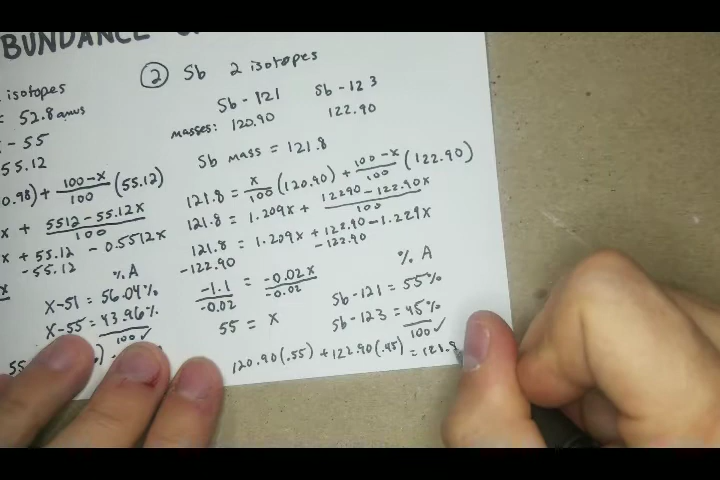 BUNDANCE
isotopes
= 52.8 amus
- 55
55.12
0.98) + 100-x/100 (55.12)
x + 5512-55.12x/100
x + 55.12 - 0.5512x
-55.12
x
% A
X-51 = 56.04%
X-55 = 43.96%
100 ✓
55
② Sb 2 isotopes
Sb-121 Sb-123
masses: 120.90 122.90
Sb mass = 121.8
121.8 = x/100 (120.90) + 100-x/100 (122.90)
121.8 = 1.209x + 12290-122.90x/100
121.8 = 1.209x + 122.90 - 1.229x
-122.90 -122.90
-1.1/-0.02 = -0.02x/-0.02
55 = x
% A
Sb-121 = 55%
Sb-123 = 45%
100 ✓
120.90(.55) + 122.90(.45) = 121.8